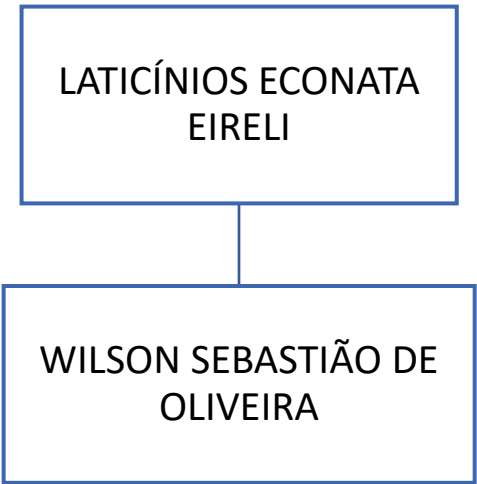 LATICÍNIOS ECONATA
EIRELI
WILSON SEBASTIÃO DE
OLIVEIRA